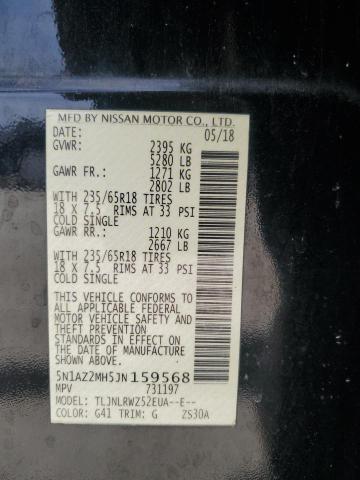 MFD BY NISSAN MOTOR CO., LTD.
DATE: 05/18
GVWR: 2395 KG
5280 LB
GAWR FR.: 1271 KG
2802 LB
WITH 235/65R18 TIRES
18 X 7.5 RIMS AT 33 PSI
COLD SINGLE
GAWR RR.: 1210 KG
2667 LB
WITH 235/65R18 TIRES
18 X 7.5 RIMS AT 33 PSI
COLD SINGLE
THIS VEHICLE CONFORMS TO
ALL APPLICABLE FEDERAL
MOTOR VEHICLE SAFETY
AND THEFT PREVENTION
STANDARDS IN EFFECT ON
THE DATE OF MANUFACTURE
SHOWN ABOVE.
5N1AZ2MH5JN159568
MPV 731197
MODEL: TLJNLRWZ52EUA--E--
COLOR: G41 TRIM: G ZS30A